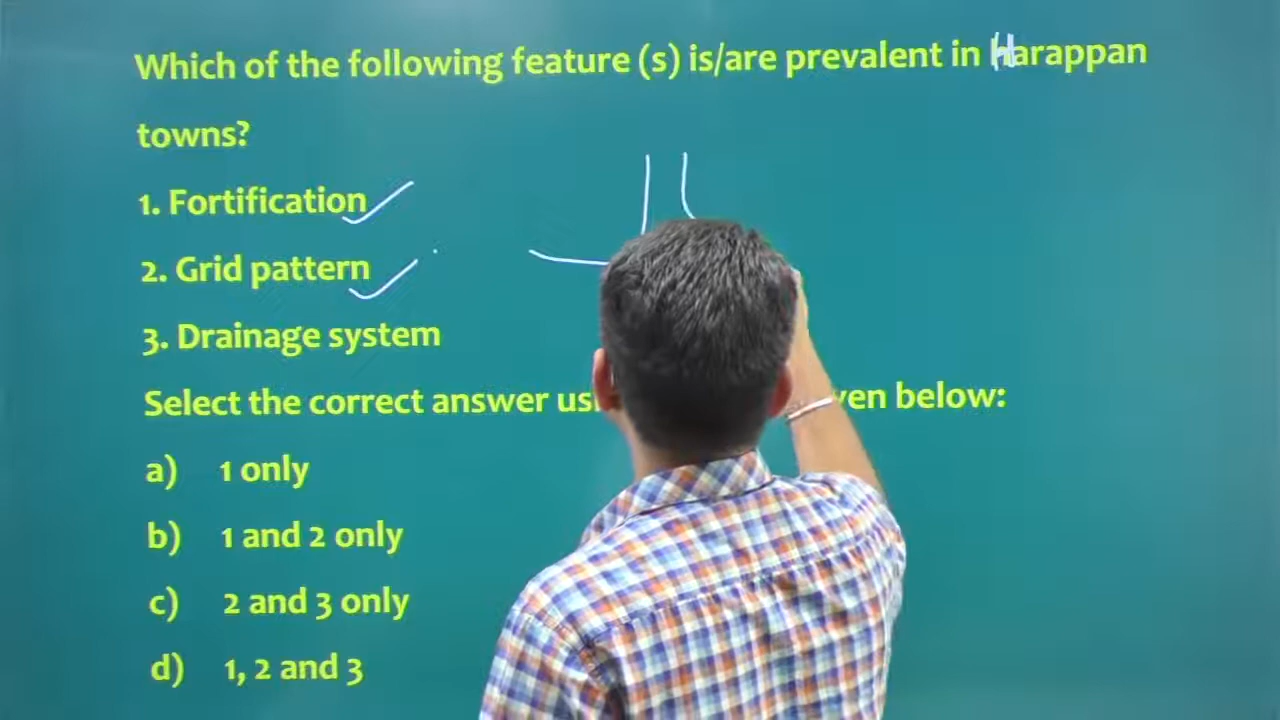 Which of the following feature (s) is/are prevalent in Harappan
towns?
1. Fortification
2. Grid pattern
3. Drainage system
Select the correct answer us ven below:
a) 1 only
b) 1 and 2 only
c) 2 and 3 only
d) 1, 2 and 3